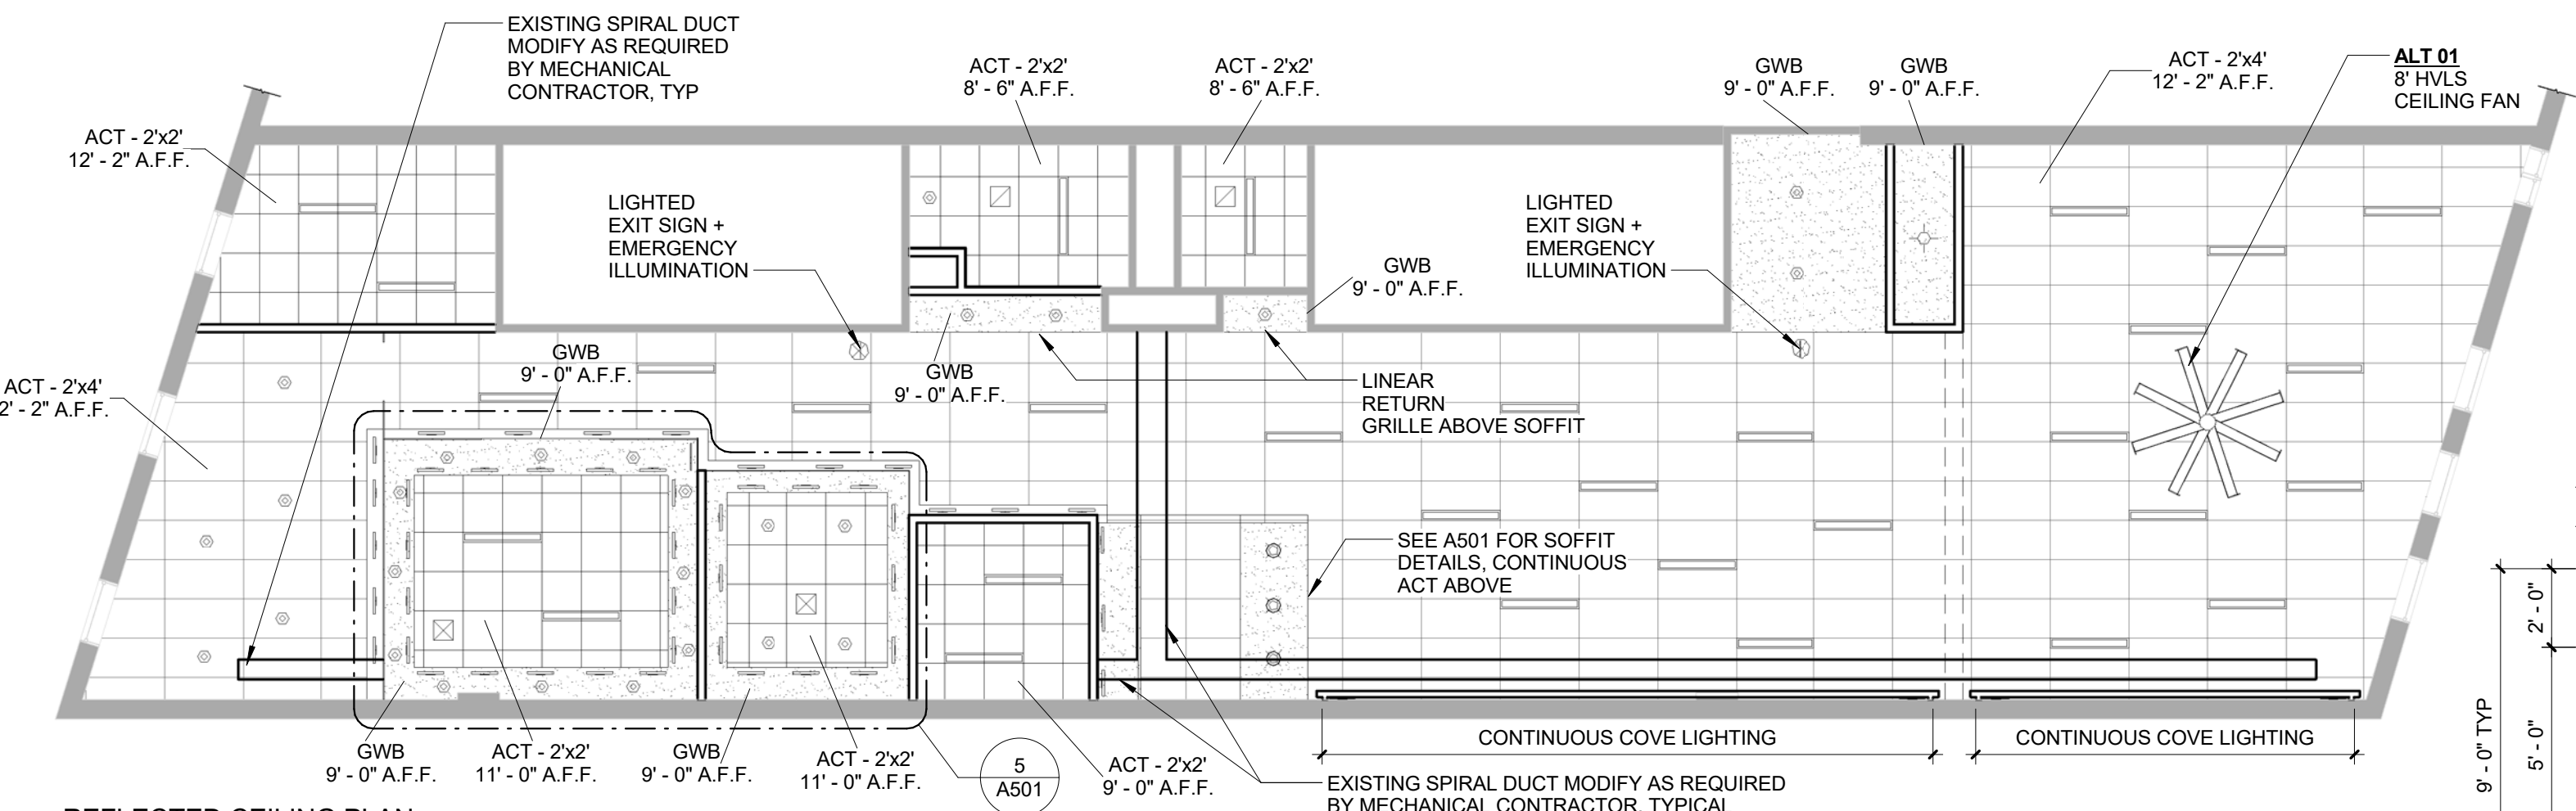 EXISTING SPIRAL DUCT
MODIFY AS REQUIRED
BY MECHANICAL
CONTRACTOR, TYP
ACT - 2'x2'
8' - 6" A.F.F.
ACT - 2'x2'
8' - 6" A.F.F.
GWB
9' - 0" A.F.F.
GWB
9' - 0" A.F.F.
ACT - 2'x4'
12' - 2" A.F.F.
ALT 01
8' HVLS
CEILING FAN
ACT - 2'x2'
12' - 2" A.F.F.
LIGHTED
EXIT SIGN +
EMERGENCY
ILLUMINATION
LIGHTED
EXIT SIGN +
EMERGENCY
ILLUMINATION
GWB
9' - 0" A.F.F.
GWB
9' - 0" A.F.F.
GWB
9' - 0" A.F.F.
ACT - 2'x4'
2' - 2" A.F.F.
LINEAR
RETURN
GRILLE ABOVE SOFFIT
SEE A501 FOR SOFFIT
DETAILS, CONTINUOUS
ACT ABOVE
2' - 0"
9' - 0" TYP
5' - 0"
CONTINUOUS COVE LIGHTING
CONTINUOUS COVE LIGHTING
GWB
9' - 0" A.F.F.
ACT - 2'x2'
11' - 0" A.F.F.
GWB
9' - 0" A.F.F.
ACT - 2'x2'
11' - 0" A.F.F.
5
A501
ACT - 2'x2'
9' - 0" A.F.F.
EXISTING SPIRAL DUCT MODIFY AS REQUIRED
BY MECHANICAL CONTRACTOR, TYPICAL
REFLECTED CEILING PLAN